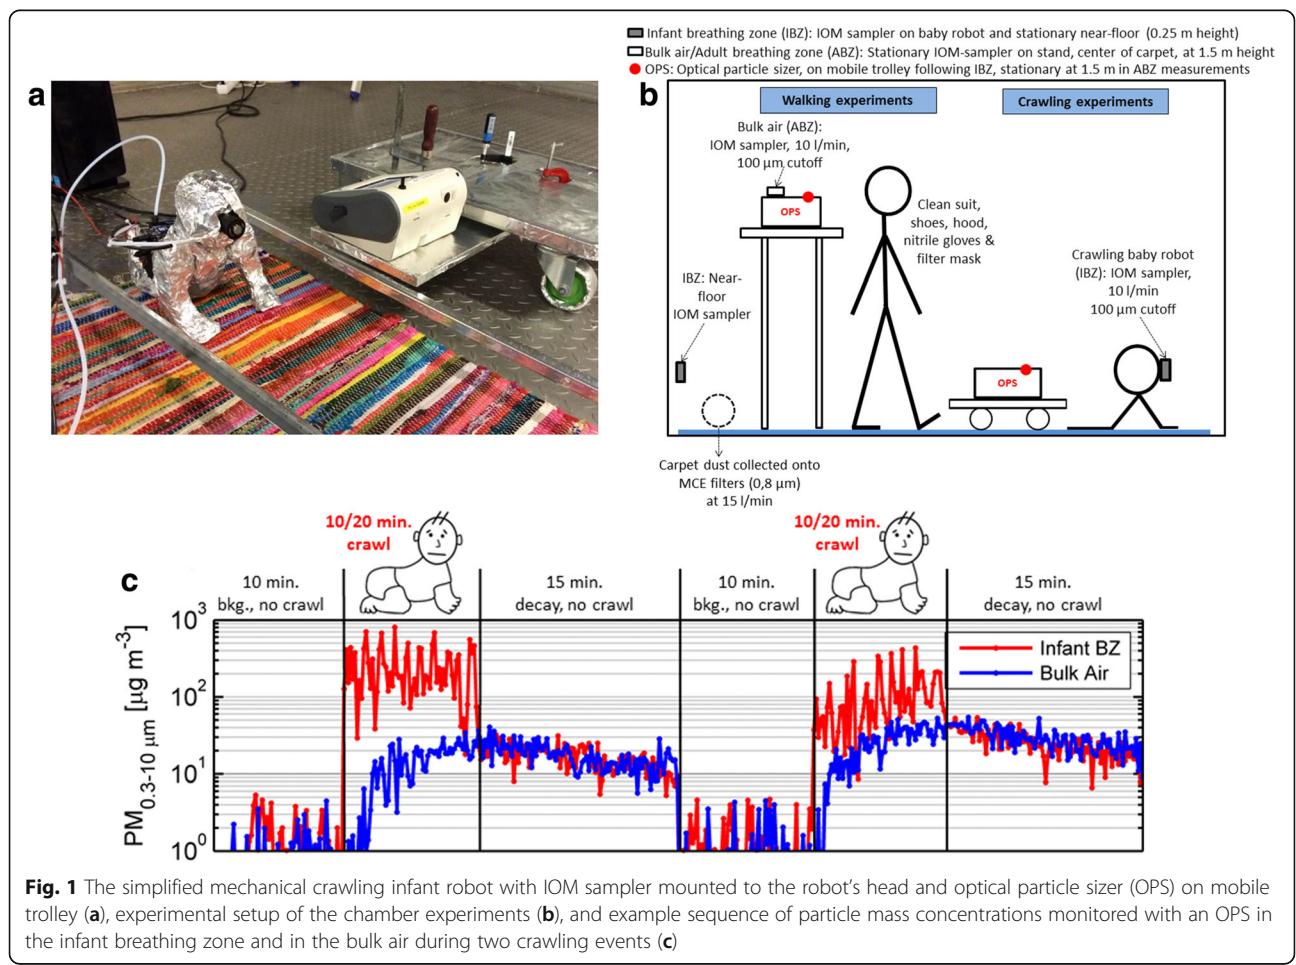 Infant breathing zone (IBZ): IOM sampler on baby robot and stationary near-floor (0.25 m height)
Bulk air/Adult breathing zone (ABZ): Stationary IOM-sampler on stand, center of carpet, at 1.5 m height
OPS: Optical particle sizer, on mobile trolley following IBZ, stationary at 1.5 m in ABZ measurements
a
b
Walking experiments
Crawling experiments
Bulk air (ABZ):
IOM sampler, 10 l/min,
100 µm cutoff
OPS
Clean suit,
shoes, hood,
nitrile gloves &
filter mask
Crawling baby robot
(IBZ): IOM sampler,
10 l/min
100 µm cutoff
IBZ: Near-
floor
IOM sampler
OPS
Carpet dust collected onto
MCE filters (0,8 µm)
at 15 l/min
c
10/20 min.
crawl
10/20 min.
crawl
10 min.
bkg., no crawl
15 min.
decay, no crawl
10 min.
bkg., no crawl
15 min.
decay, no crawl
PM0.3-10 µm [µg m-3]
10^3
10^2
10^1
10^0
Infant BZ
Bulk Air
Fig. 1 The simplified mechanical crawling infant robot with IOM sampler mounted to the robot's head and optical particle sizer (OPS) on mobile
trolley (a), experimental setup of the chamber experiments (b), and example sequence of particle mass concentrations monitored with an OPS in
the infant breathing zone and in the bulk air during two crawling events (c)